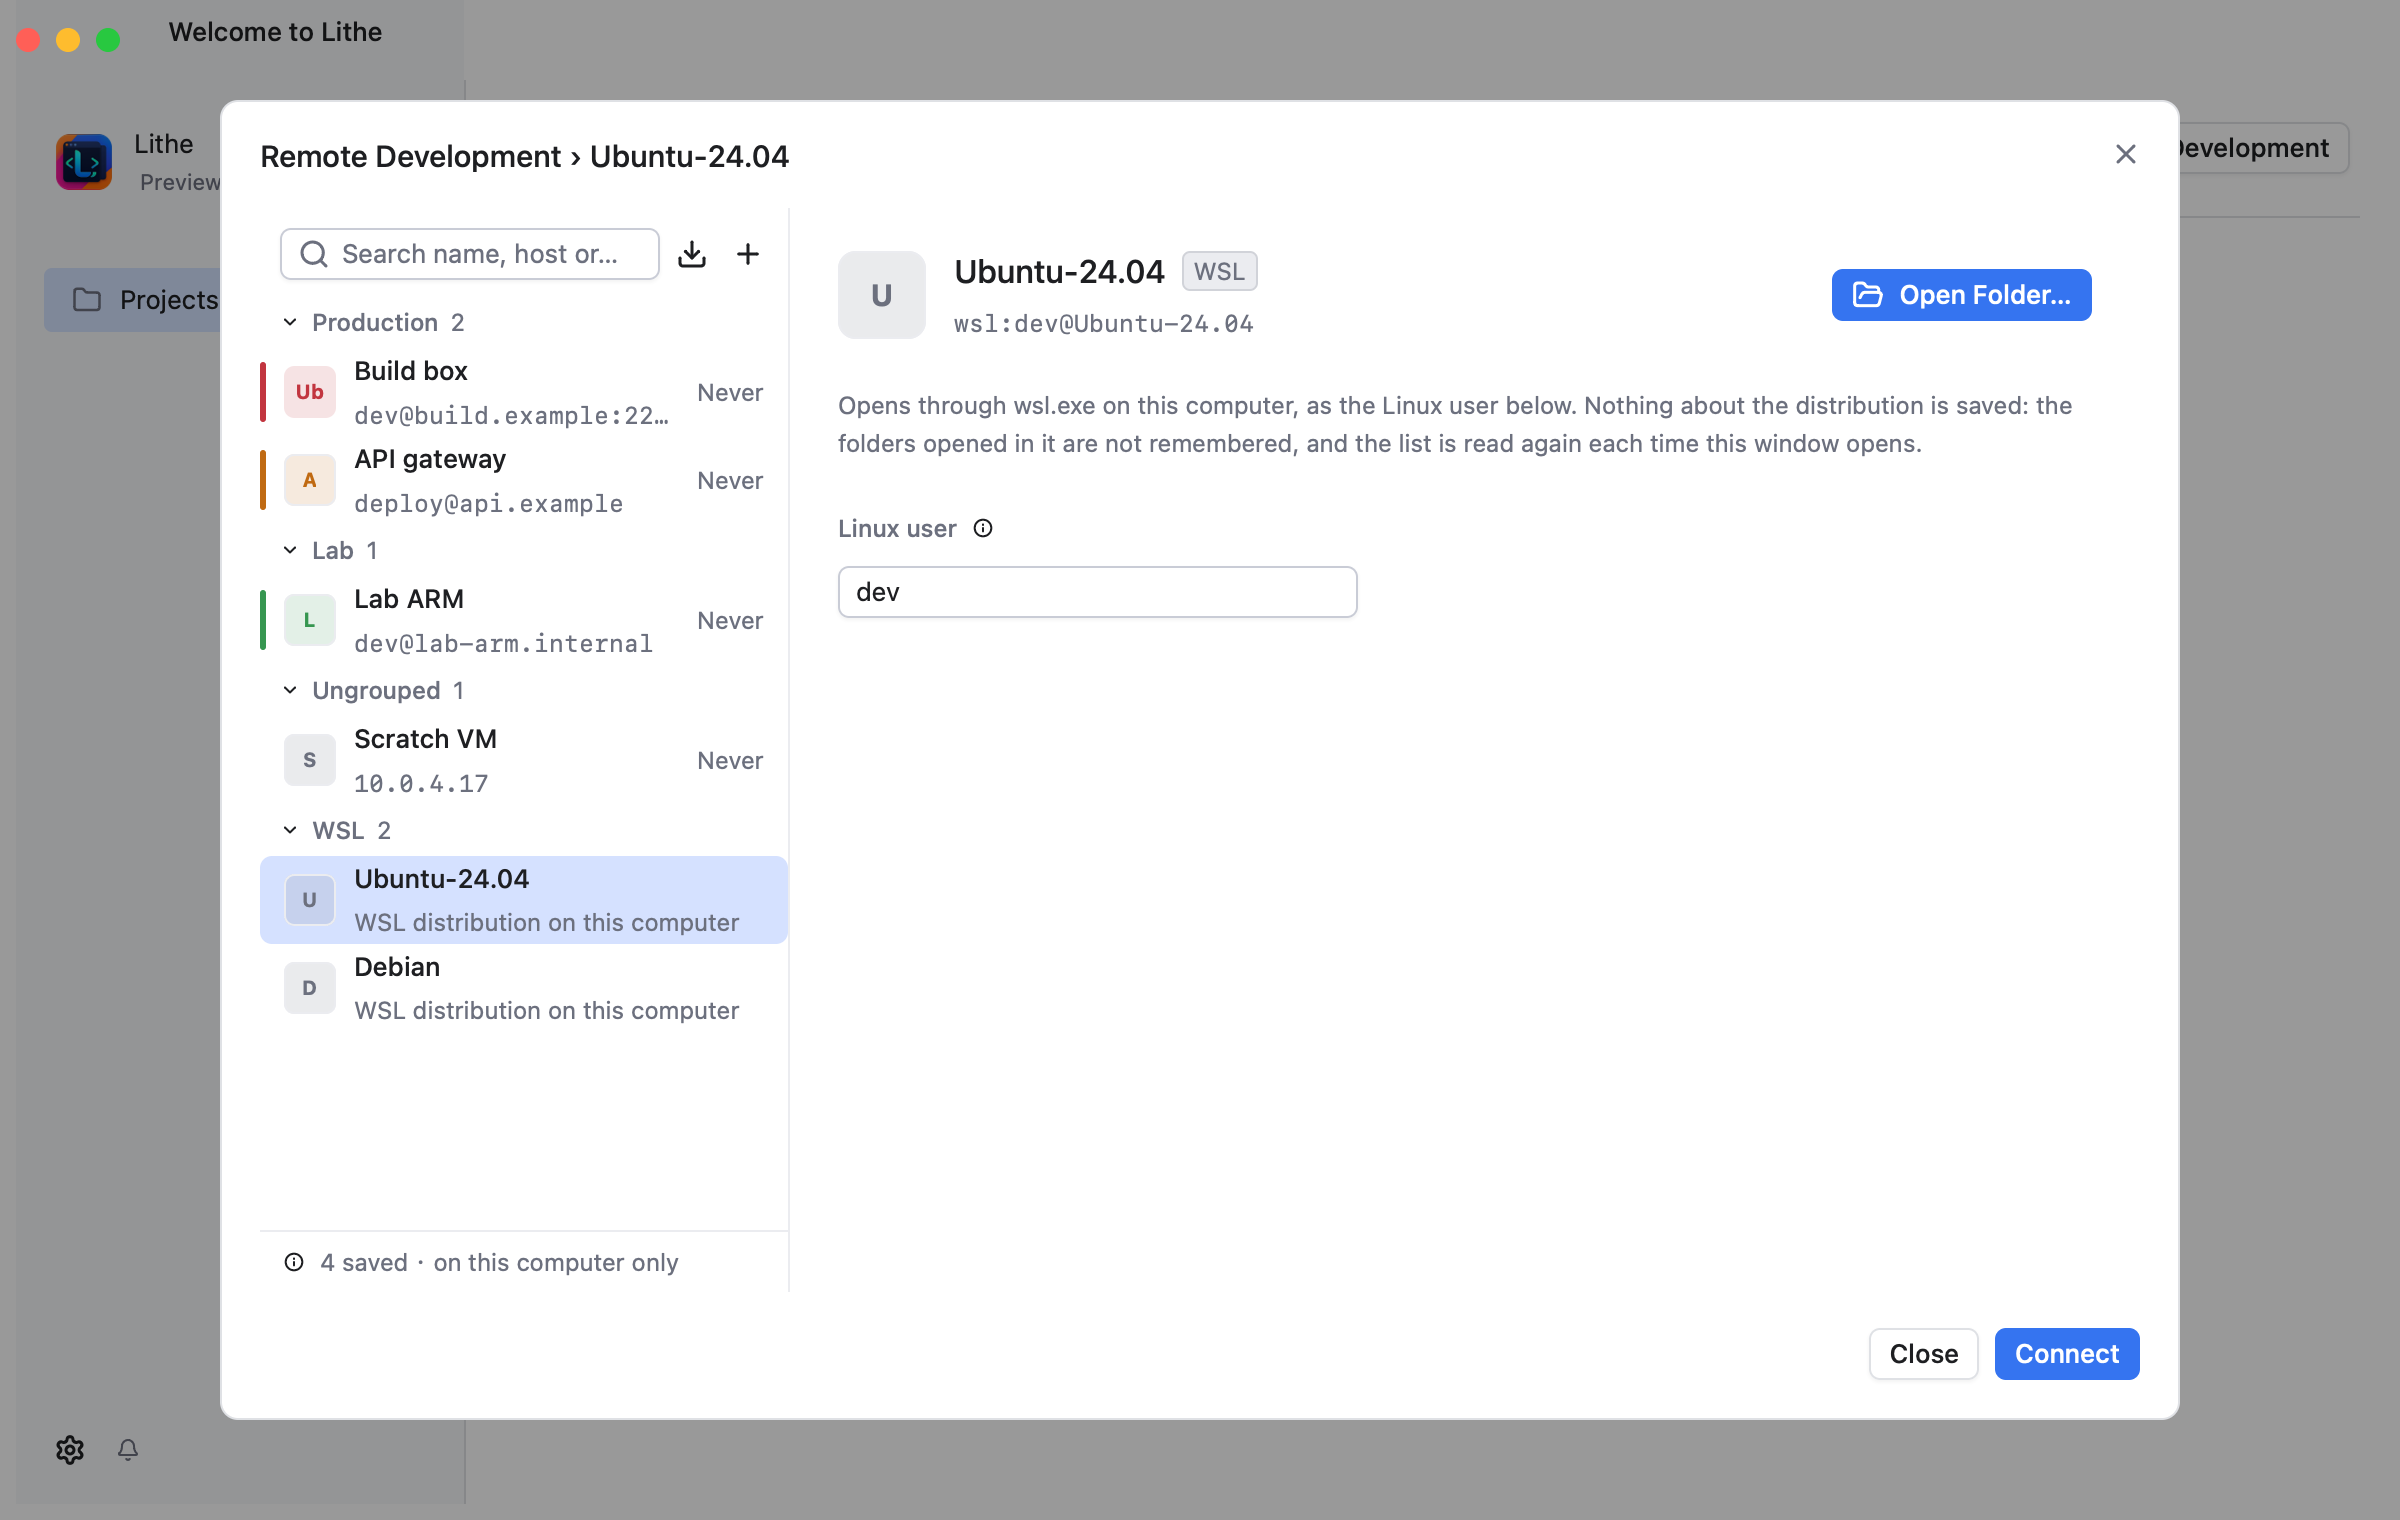 Welcome to Lithe
Lithe
Preview
Projects
Development
Remote Development › Ubuntu-24.04
Search name, host or...
Production 2
Ub
Build box
dev@build.example:22…
Never
A
API gateway
deploy@api.example
Never
Lab 1
L
Lab ARM
dev@lab-arm.internal
Never
Ungrouped 1
S
Scratch VM
10.0.4.17
Never
WSL 2
U
Ubuntu-24.04
WSL distribution on this computer
D
Debian
WSL distribution on this computer
4 saved · on this computer only
U
Ubuntu-24.04 WSL
wsl:dev@Ubuntu-24.04
Open Folder...
Opens through wsl.exe on this computer, as the Linux user below. Nothing about the distribution is saved: the
folders opened in it are not remembered, and the list is read again each time this window opens.
Linux user
dev
Close
Connect